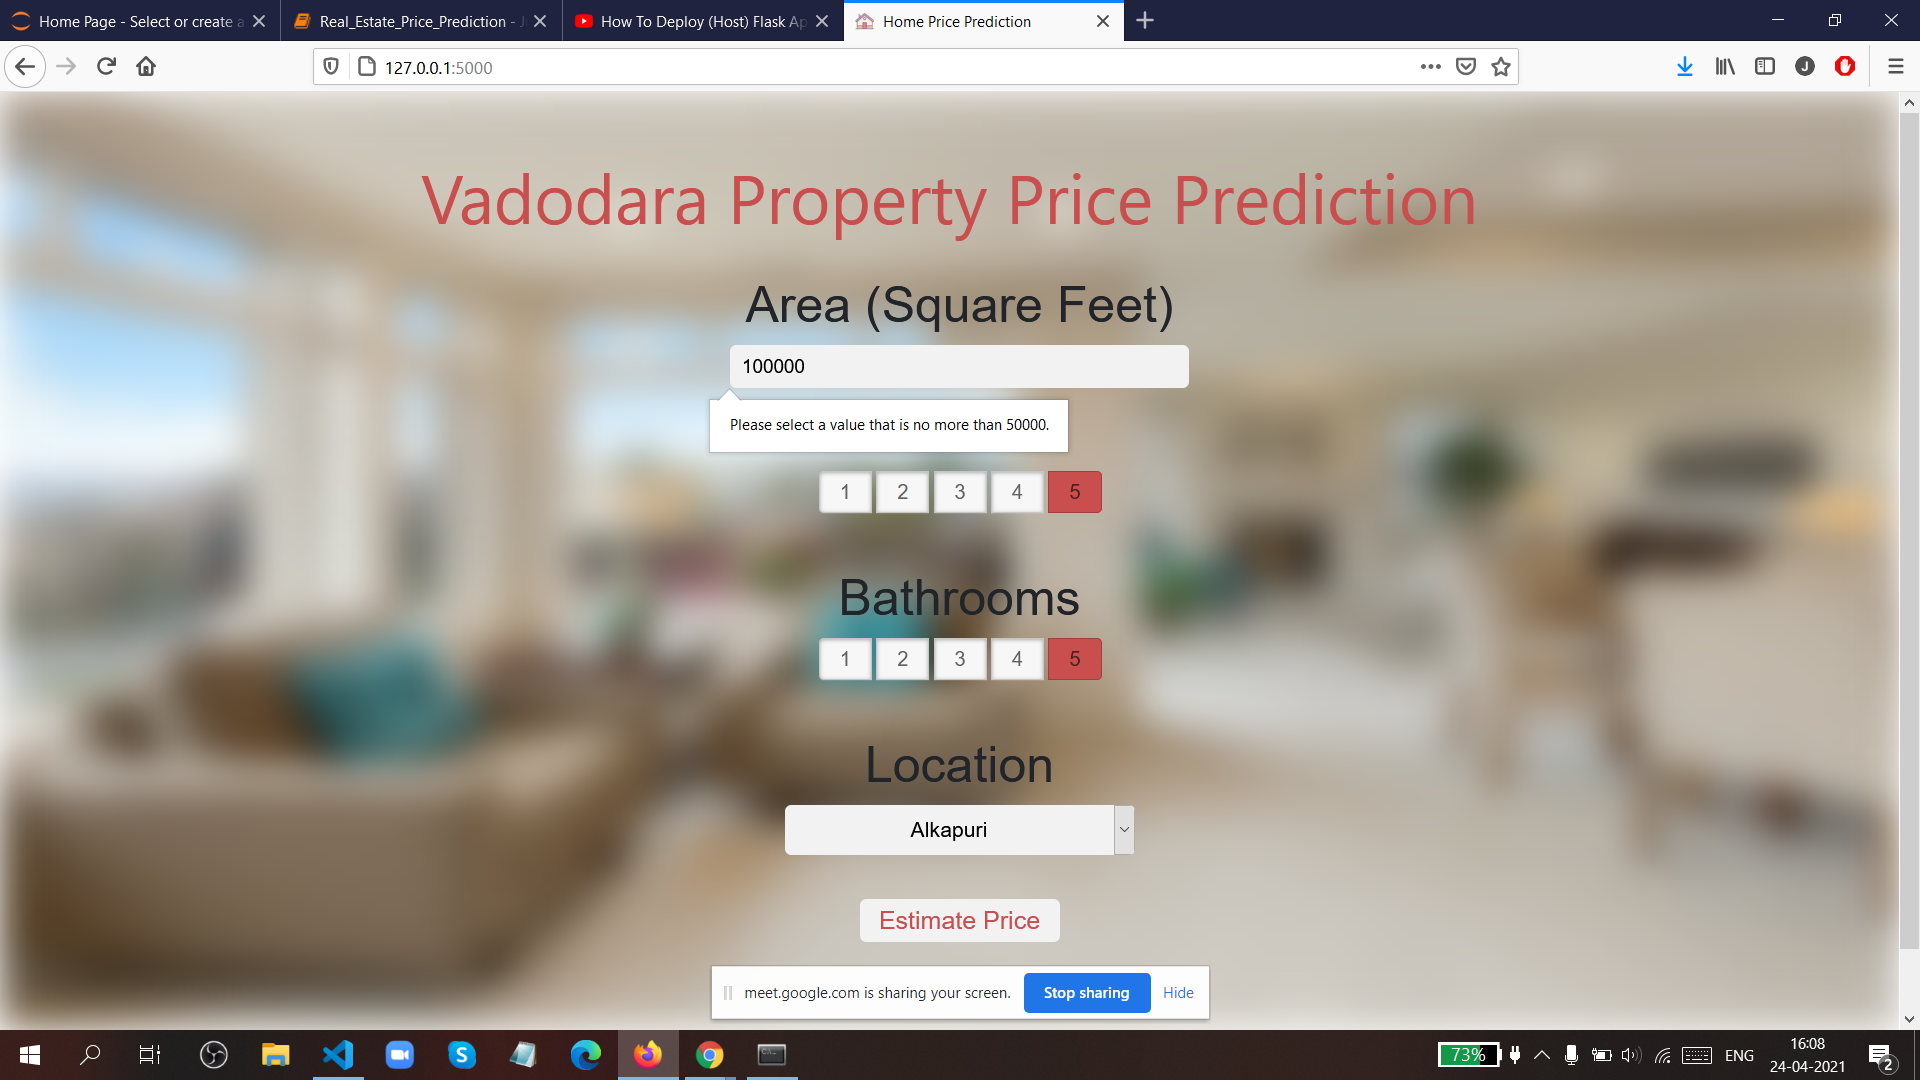 Home Page - Select or create a
Real_Estate_Price_Prediction - J
How To Deploy (Host) Flask Ap
Home Price Prediction
127.0.0.1:5000
J
Vadodara Property Price Prediction
Area (Square Feet)
100000
Please select a value that is no more than 50000.
1 2 3 4 5
Bathrooms
1 2 3 4 5
Location
Alkapuri
Estimate Price
meet.google.com is sharing your screen. Stop sharing Hide
73% ENG 16:08
24-04-2021
2